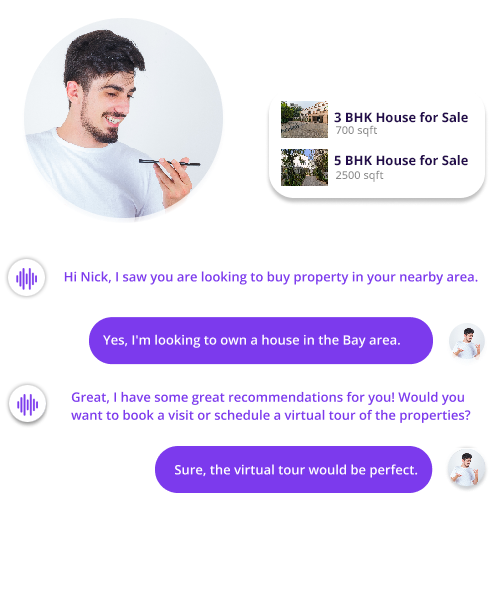 3 BHK House for Sale
700 sqft
5 BHK House for Sale
2500 sqft
Hi Nick, I saw you are looking to buy property in your nearby area.
Yes, I'm looking to own a house in the Bay area.
Great, I have some great recommendations for you! Would you
want to book a visit or schedule a virtual tour of the properties?
Sure, the virtual tour would be perfect.